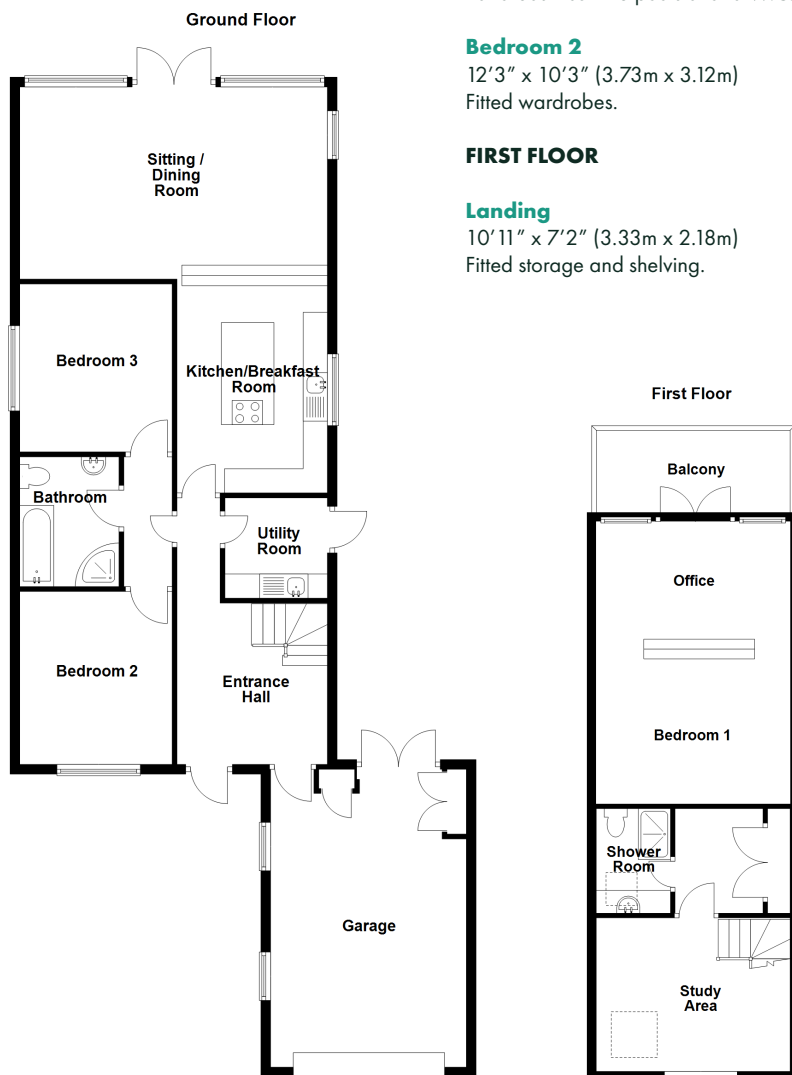 Bedroom 2
12’3” x 10’3” (3.73m x 3.12m)
Fitted wardrobes.
FIRST FLOOR
Landing
10’11” x 7’2” (3.33m x 2.18m)
Fitted storage and shelving.
Ground Floor
Sitting /
Dining
Room
Bedroom 3
Kitchen/Breakfast
Room
Bathroom
Utility
Room
Bedroom 2
Entrance
Hall
Garage
First Floor
Balcony
Office
Bedroom 1
Shower
Room
Study
Area